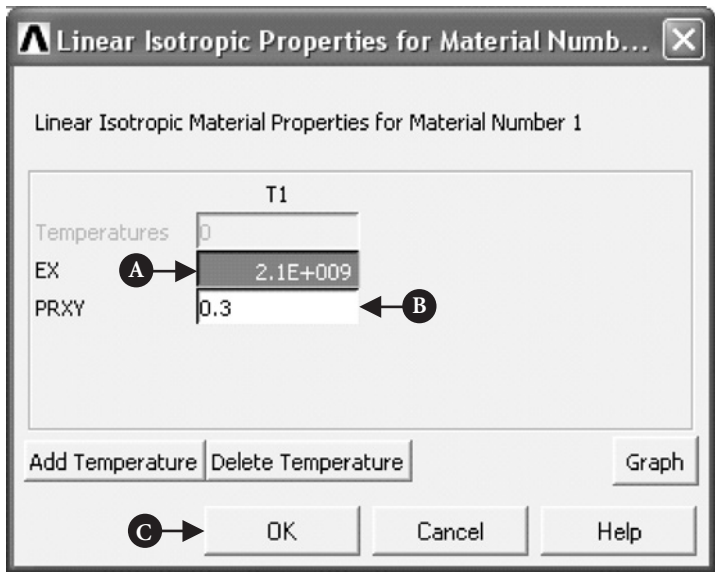 Linear Isotropic Properties for Material Numb...
Linear Isotropic Material Properties for Material Number 1
T1
Temperatures 0
EX A 2.1E+009
PRXY 0.3 B
Add Temperature Delete Temperature Graph
C OK Cancel Help